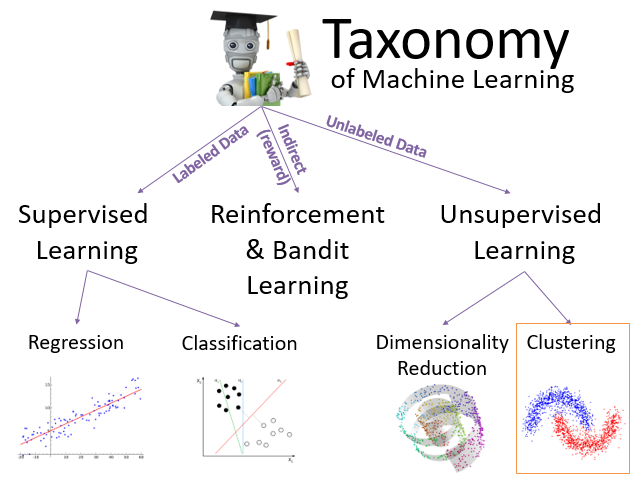 Taxonomy
of Machine Learning
Labeled Data
Indirect
(reward)
Unlabeled Data
Supervised
Learning
Reinforcement
& Bandit
Learning
Unsupervised
Learning
Regression
Classification
Dimensionality
Reduction
Clustering